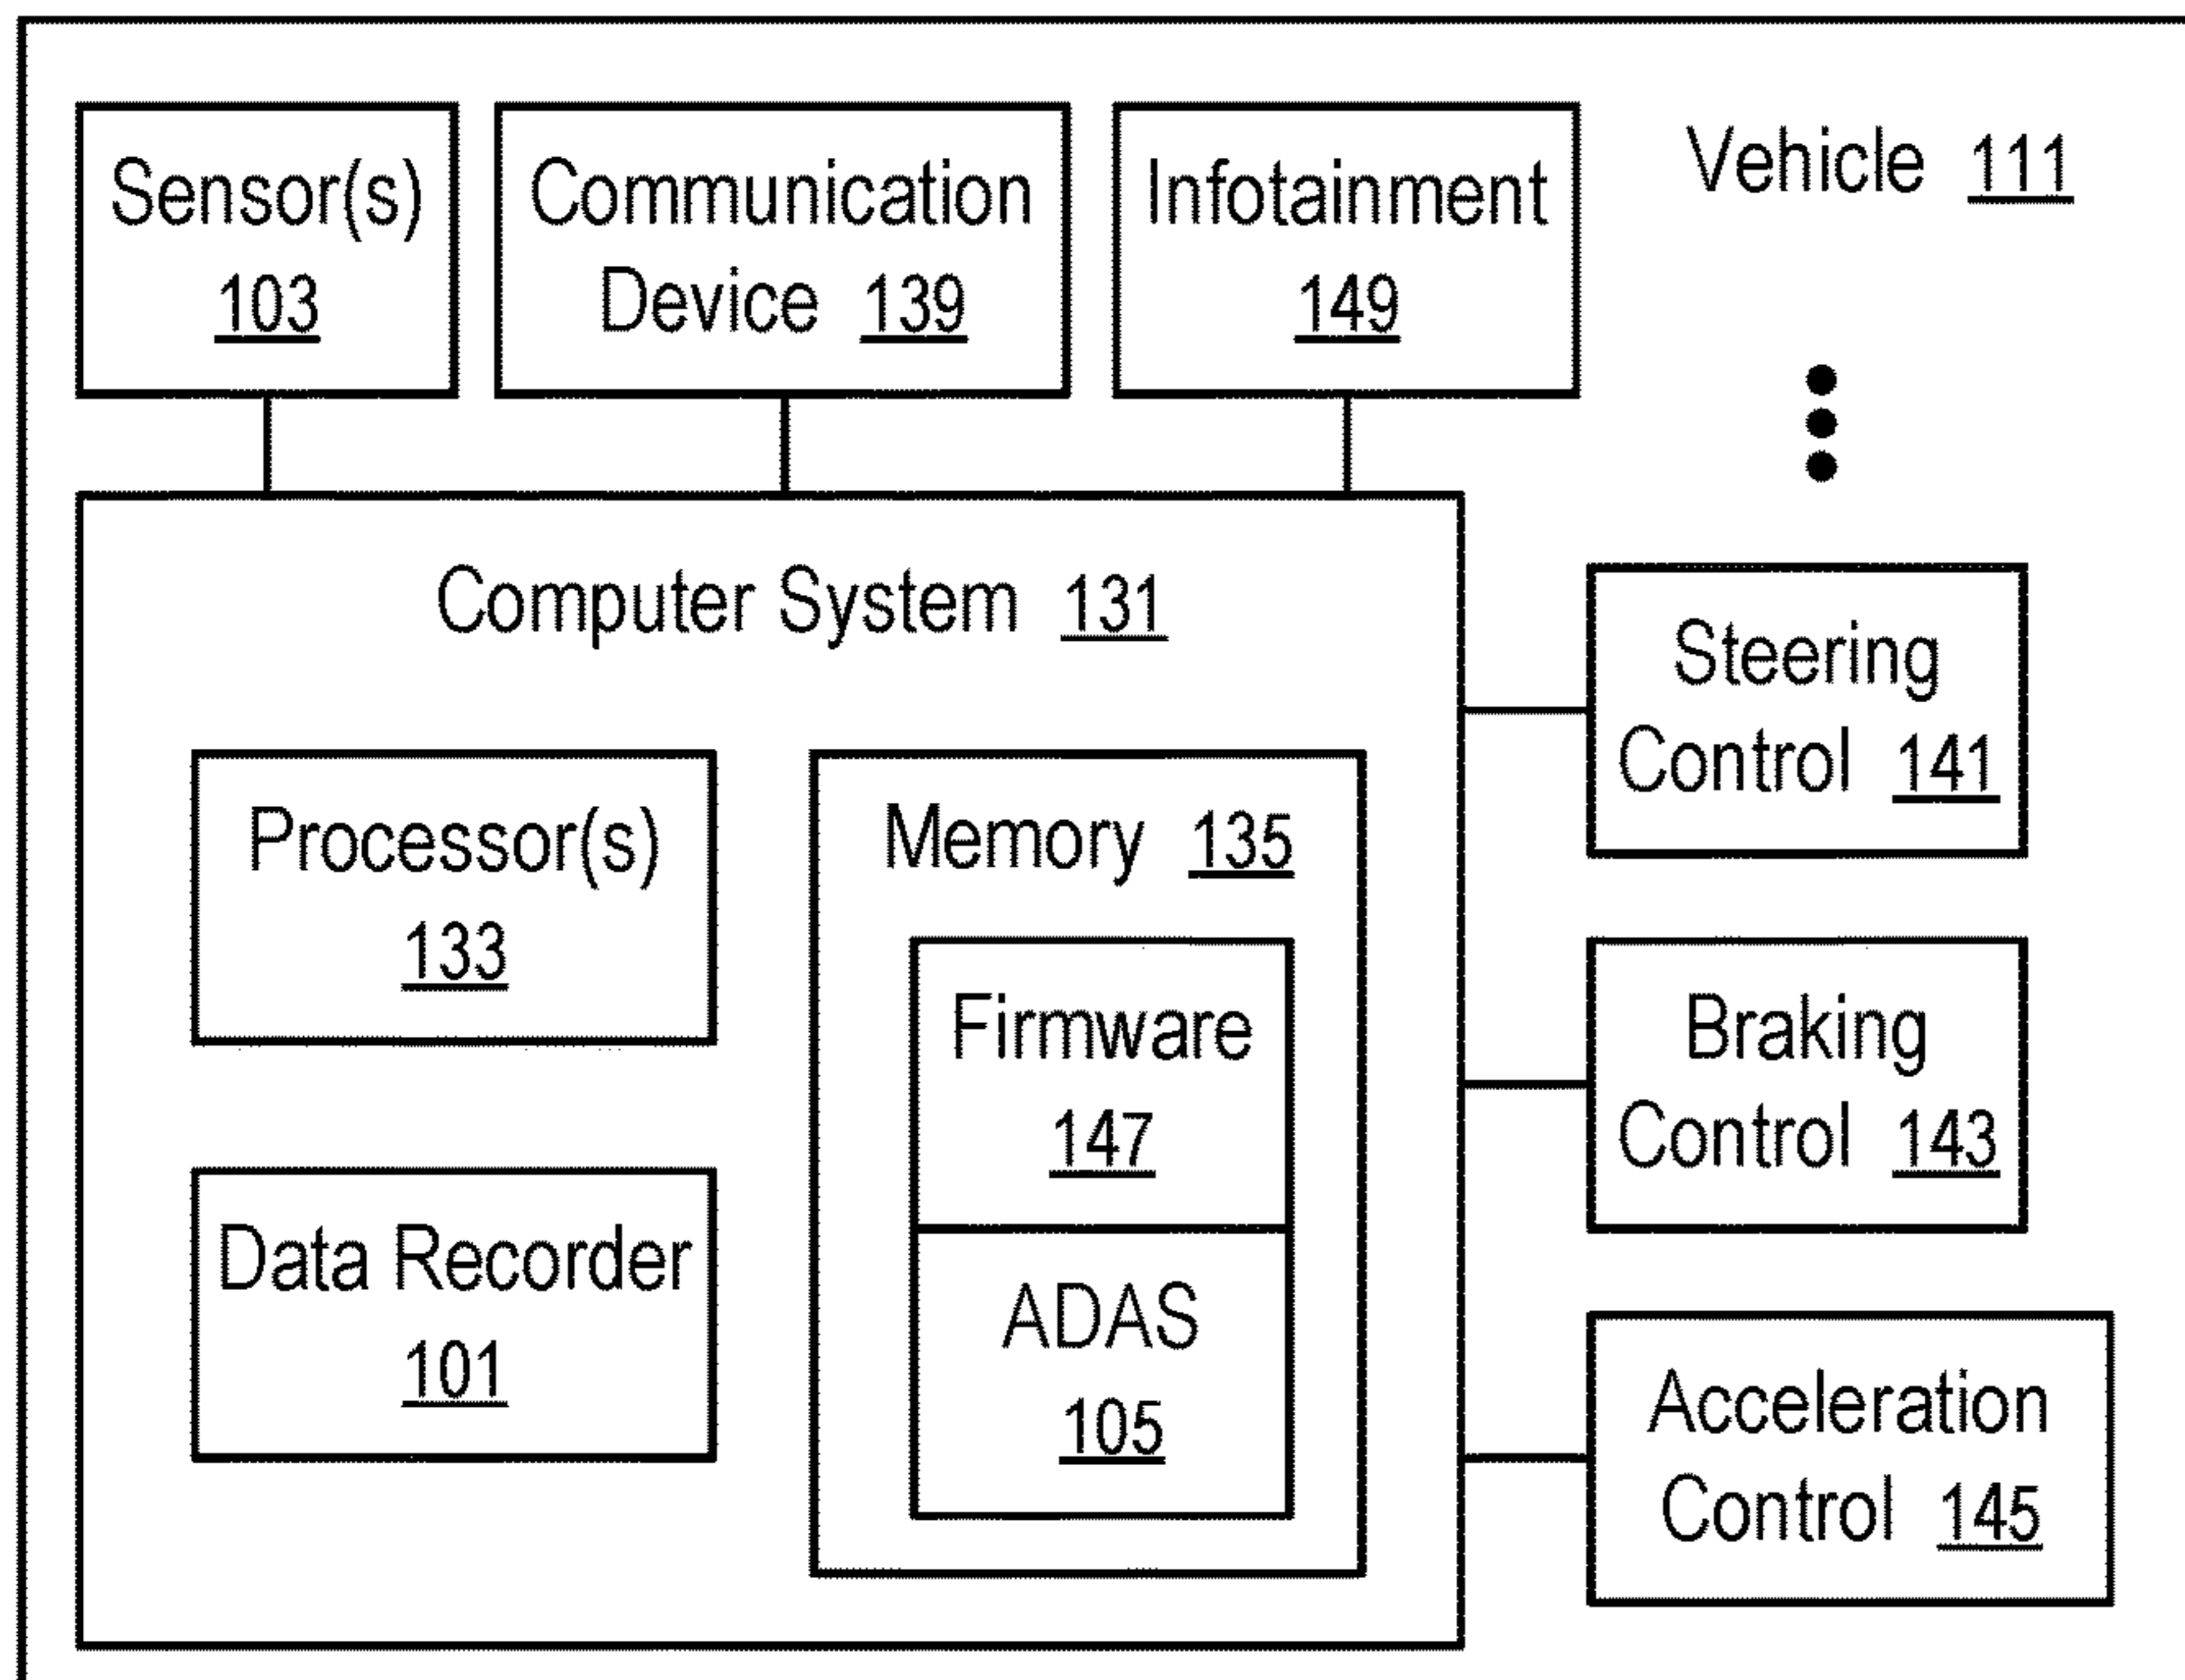 Sensor(s)
103
Communication
Device 139
Infotainment
149
Vehicle 111
Computer System 131
Processor(s)
133
Data Recorder
101
Memory 135
Firmware
147
ADAS
105
Steering
Control 141
Braking
Control 143
Acceleration
Control 145